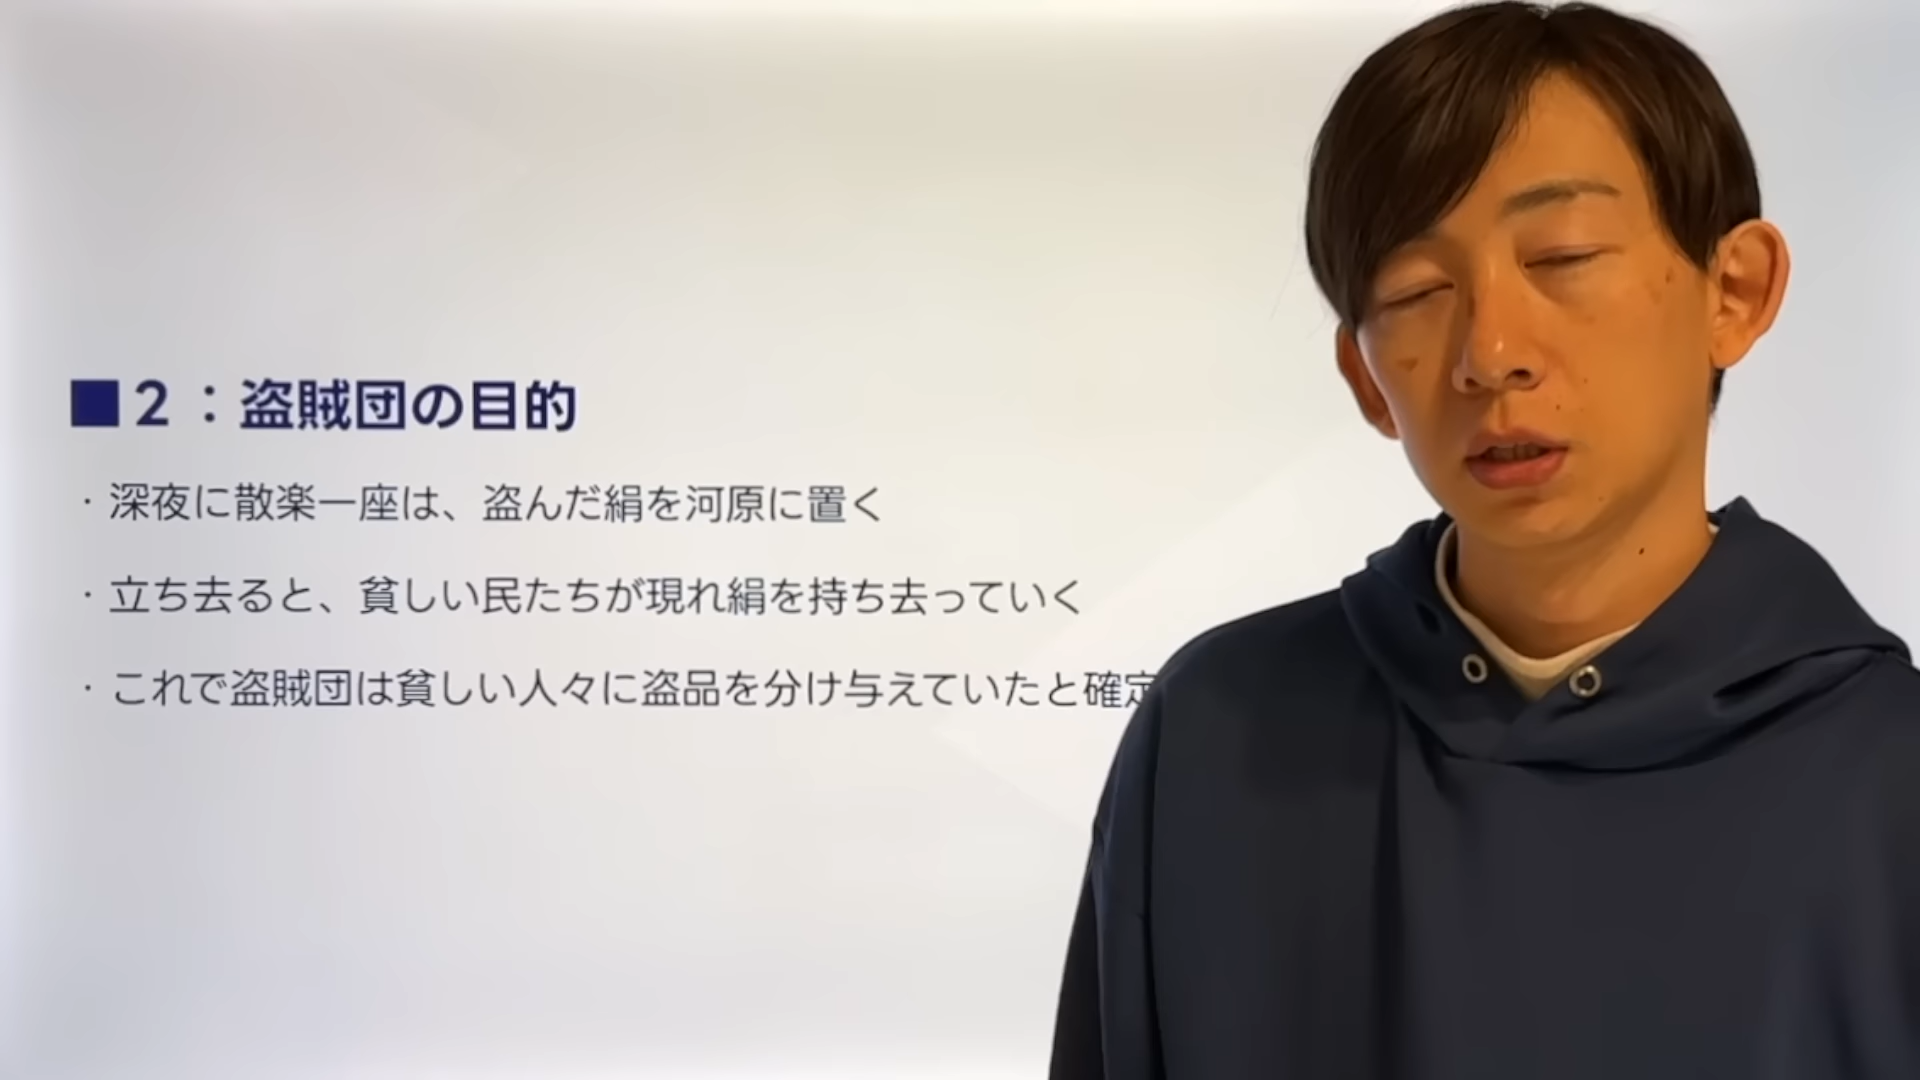 ■2：盗賊団の目的
・深夜に散楽一座は、盗んだ絹を河原に置く
・立ち去ると、貧しい民たちが現れ絹を持ち去っていく
・これで盗賊団は貧しい人々に盗品を分け与えていたと確定